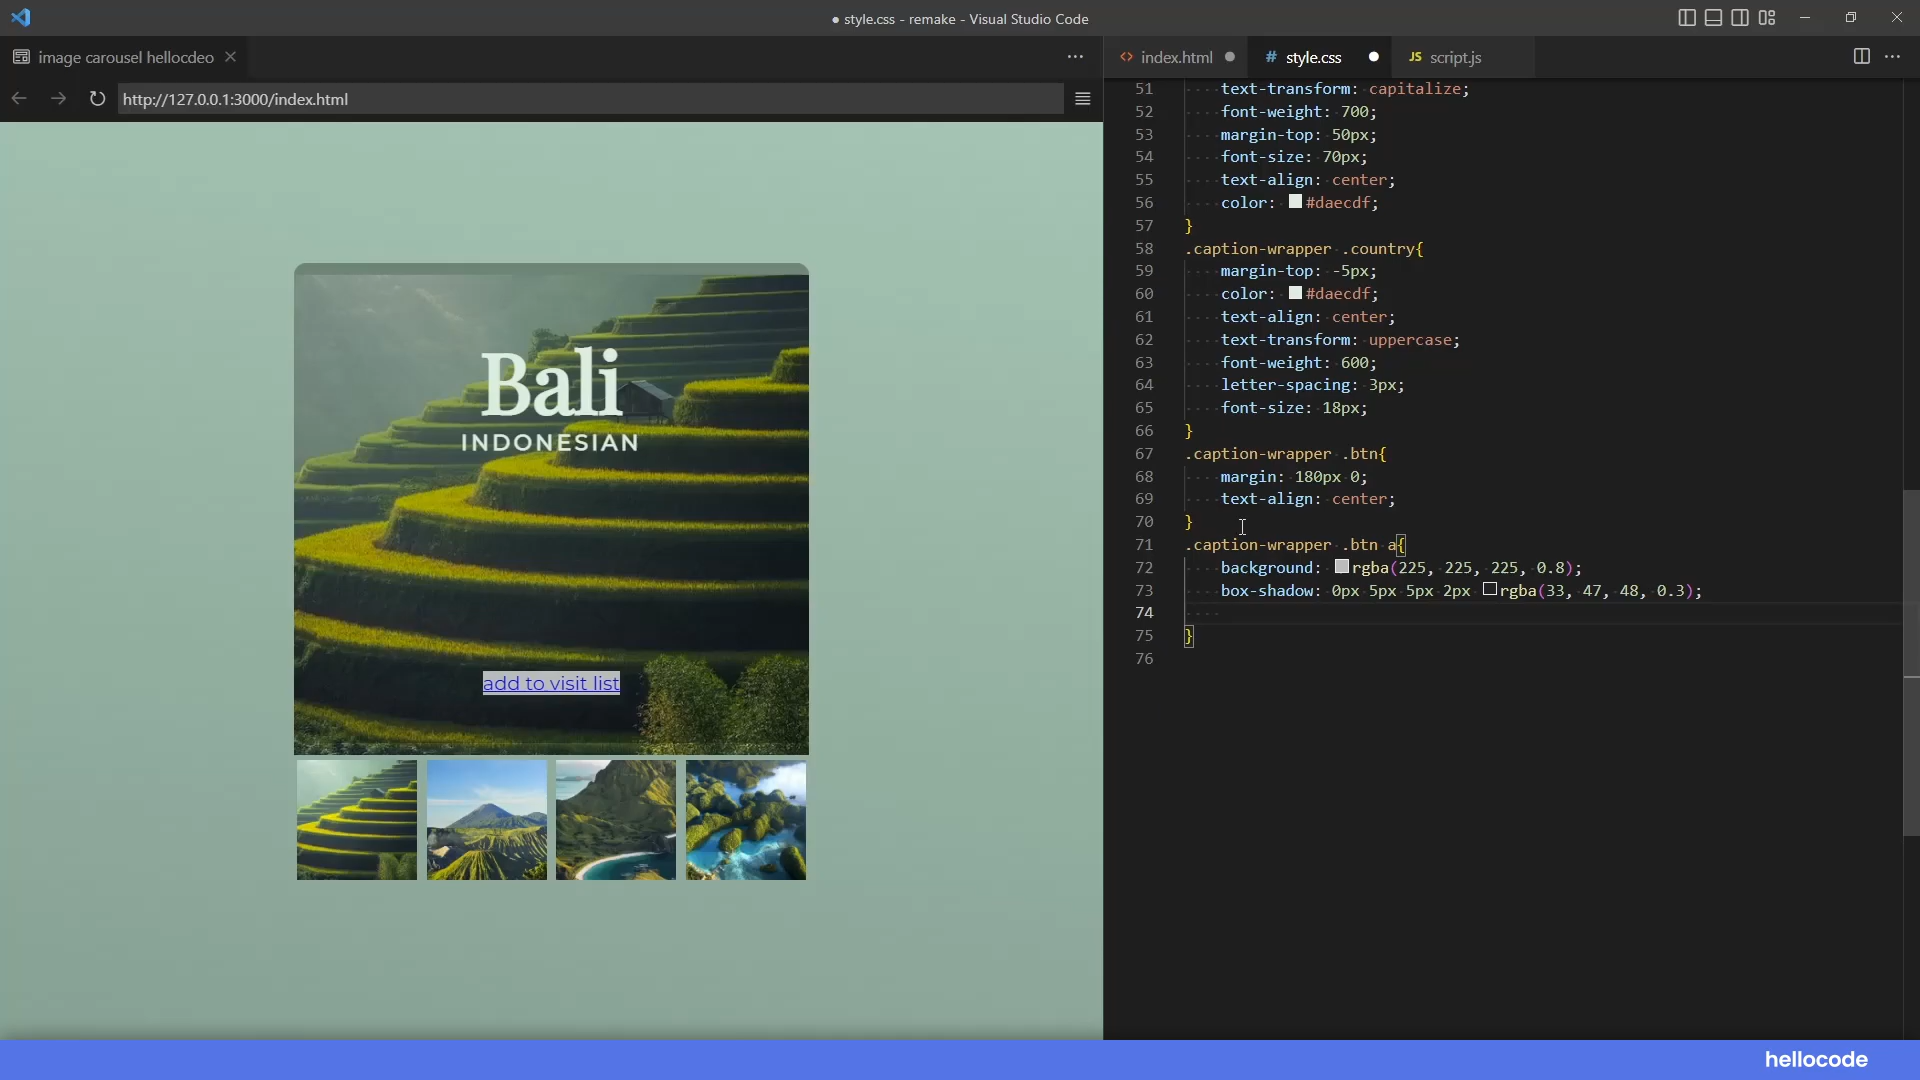 ● style.css - remake - Visual Studio Code
image carousel hellocdeo
http://127.0.0.1:3000/index.html
Bali
INDONESIAN
add to visit list
<> index.html
# style.css
JS script.js
51 text-transform: capitalize;
52 font-weight: 700;
53 margin-top: 50px;
54 font-size: 70px;
55 text-align: center;
56 color: #daecdf;
57 }
58 .caption-wrapper .country{
59 margin-top: -5px;
60 color: #daecdf;
61 text-align: center;
62 text-transform: uppercase;
63 font-weight: 600;
64 letter-spacing: 3px;
65 font-size: 18px;
66 }
67 .caption-wrapper .btn{
68 margin: 180px 0;
69 text-align: center;
70 }
71 .caption-wrapper .btn a{
72 background: rgba(225, 225, 225, 0.8);
73 box-shadow: 0px 5px 5px 2px rgba(33, 47, 48, 0.3);
74
75 }
76
hellocode